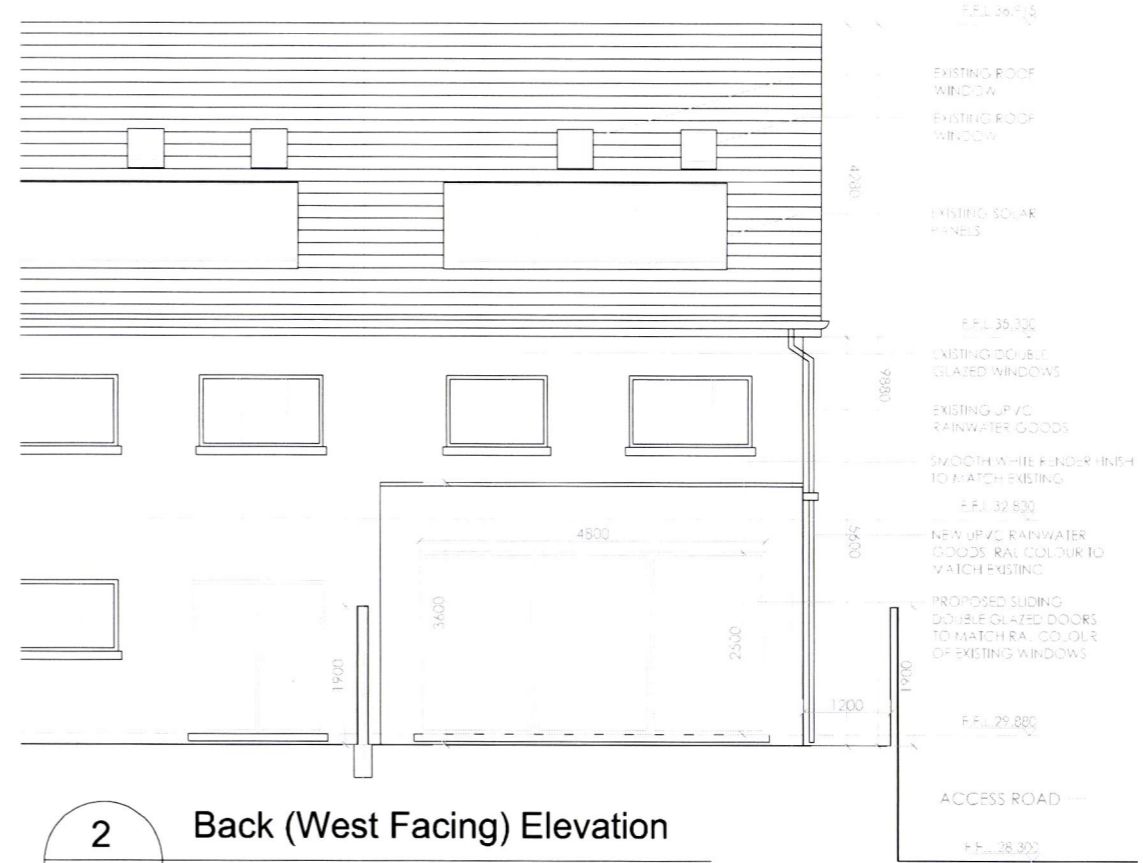 F.F.L 36.915
EXISTING ROOF
WINDOW
EXISTING ROOF
WINDOW
4280
EXISTING SOLAR
PANELS
F.F.L 35.330
EXISTING DOUBLE
GLAZED WINDOWS
9880
EXISTING UPVC
RAINWATER GOODS
SMOOTH WHITE RENDER FINISH
TO MATCH EXISTING
F.F.L 32.830
4800
5600
NEW UPVC RAINWATER
GOODS. RAL COLOUR TO
MATCH EXISTING
3600
2500
PROPOSED SLIDING
DOUBLE GLAZED DOORS
TO MATCH RAL COLOUR
OF EXISTING WINDOWS
1900
1900
1200
F.F.L 29.880
ACCESS ROAD
2 Back (West Facing) Elevation
F.F.L 28.300